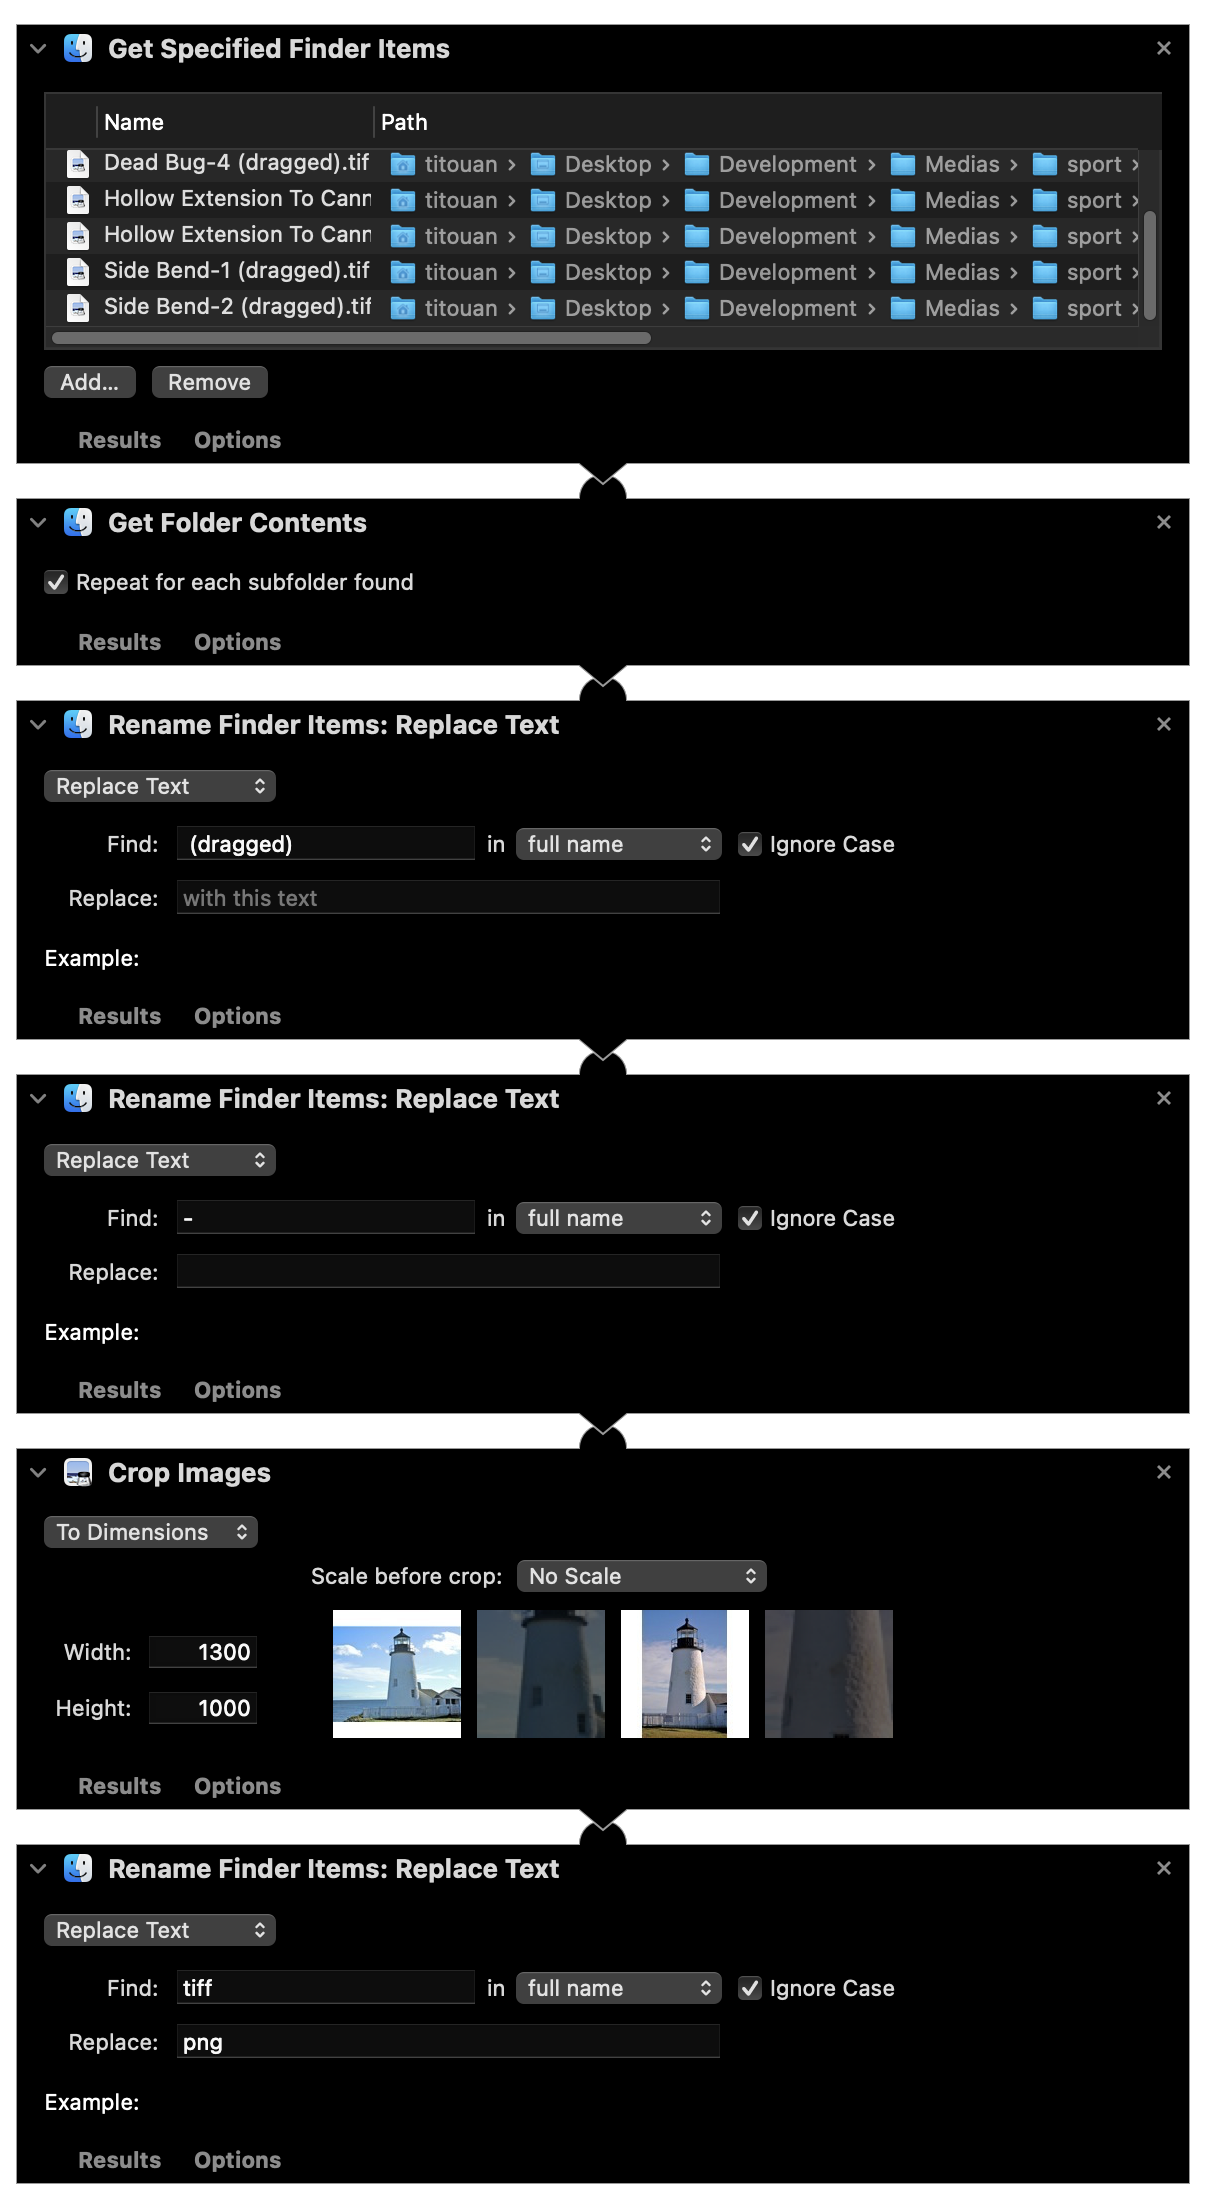 Get Specified Finder Items
Name Path
Dead Bug-4 (dragged).tif titouan › Desktop › Development › Medias › sport ›
Hollow Extension To Cann titouan › Desktop › Development › Medias › sport ›
Hollow Extension To Cann titouan › Desktop › Development › Medias › sport ›
Side Bend-1 (dragged).tif titouan › Desktop › Development › Medias › sport ›
Side Bend-2 (dragged).tif titouan › Desktop › Development › Medias › sport ›
Add... Remove
Results Options
Get Folder Contents
Repeat for each subfolder found
Results Options
Rename Finder Items: Replace Text
Replace Text
Find: (dragged) in full name Ignore Case
Replace: with this text
Example:
Results Options
Rename Finder Items: Replace Text
Replace Text
Find: - in full name Ignore Case
Replace:
Example:
Results Options
Crop Images
To Dimensions
Scale before crop: No Scale
Width: 1300
Height: 1000
Results Options
Rename Finder Items: Replace Text
Replace Text
Find: tiff in full name Ignore Case
Replace: png
Example:
Results Options